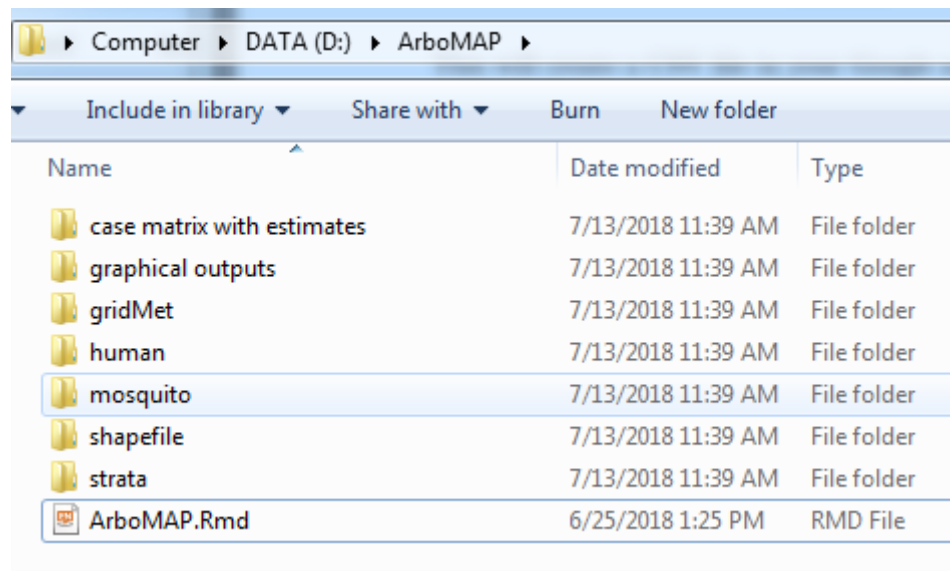 Computer DATA (D:) ArboMAP
Include in library Share with Burn New folder
Name Date modified Type
case matrix with estimates 7/13/2018 11:39 AM File folder
graphical outputs 7/13/2018 11:39 AM File folder
gridMet 7/13/2018 11:39 AM File folder
human 7/13/2018 11:39 AM File folder
mosquito 7/13/2018 11:39 AM File folder
shapefile 7/13/2018 11:39 AM File folder
strata 7/13/2018 11:39 AM File folder
ArboMAP.Rmd 6/25/2018 1:25 PM RMD File